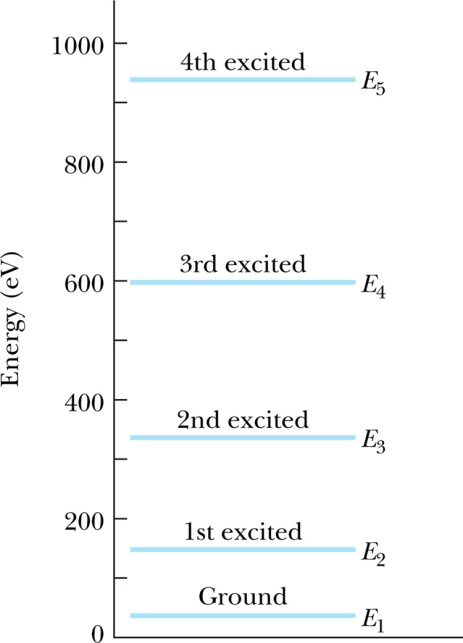 1000
4th excited
E5
800
3rd excited
600
E4
Energy (eV)
400
2nd excited
E3
200
1st excited
E2
Ground
E1
0